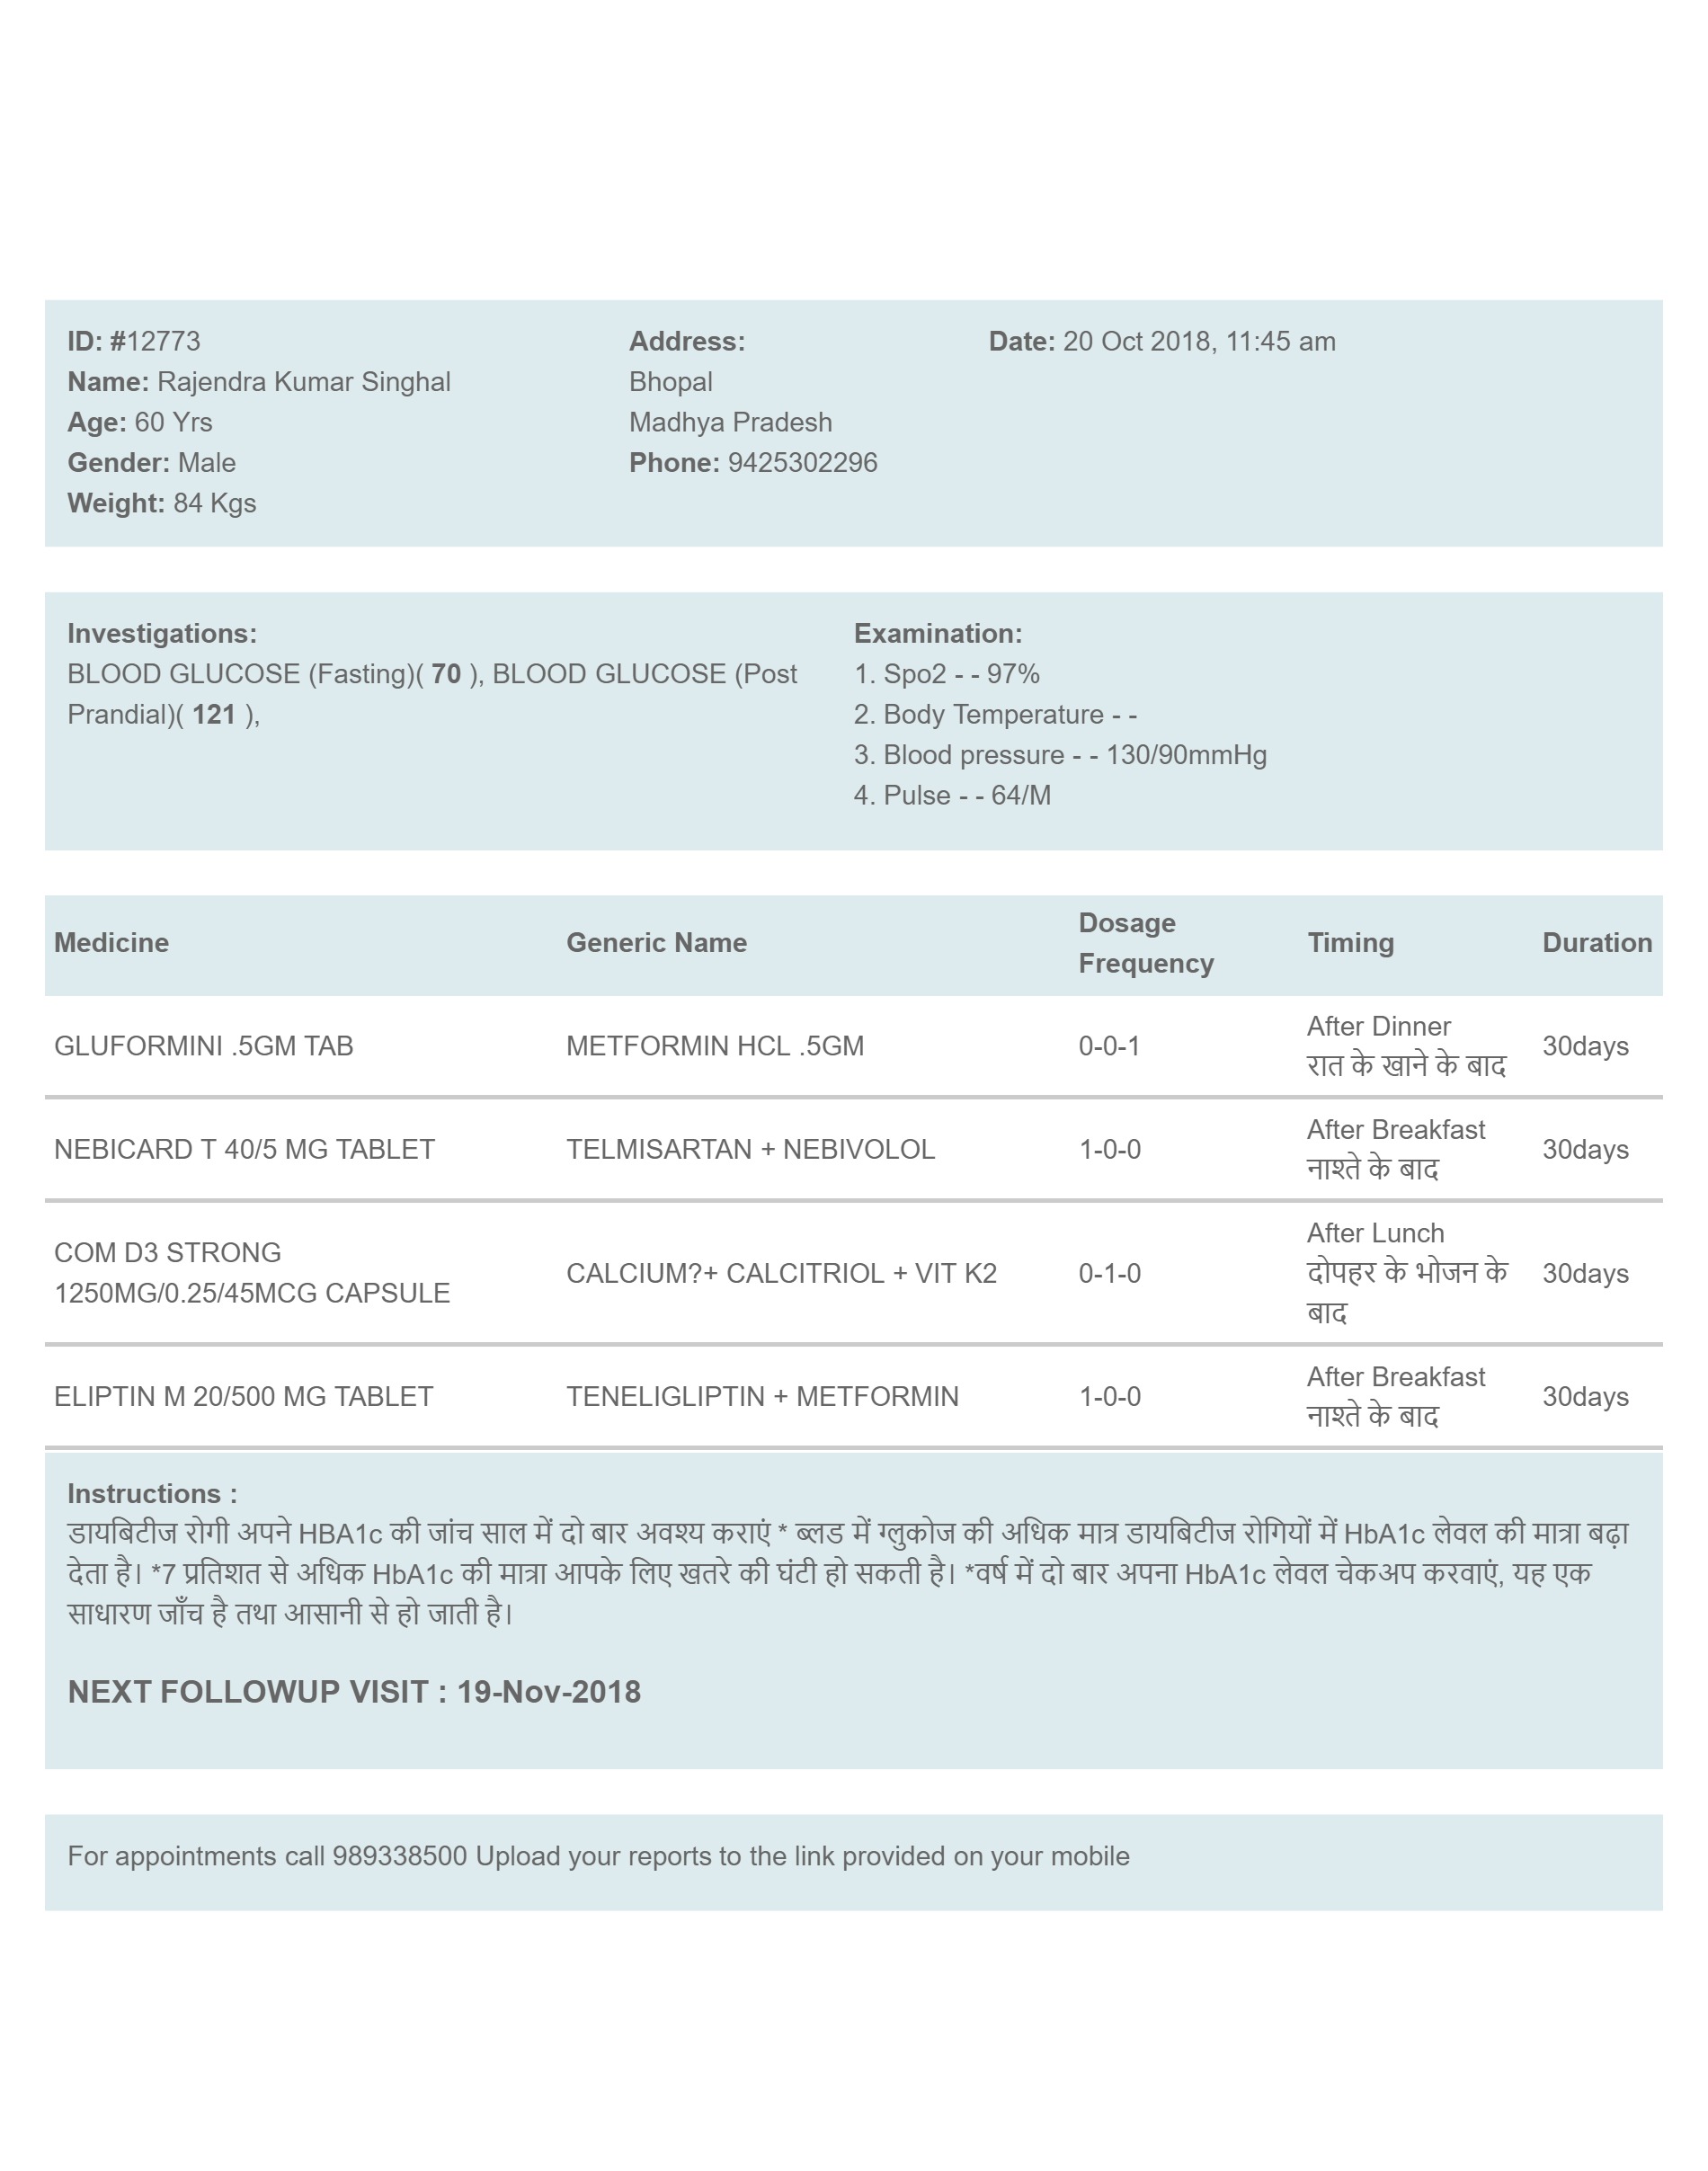 ID: #12773
Name: Rajendra Kumar Singhal
Age: 60 Yrs
Gender: Male
Weight: 84 Kgs
Address:
Bhopal
Madhya Pradesh
Phone: 9425302296
Date: 20 Oct 2018, 11:45 am
Investigations:
BLOOD GLUCOSE (Fasting)( 70 ), BLOOD GLUCOSE (Post
Prandial)( 121 ),
Examination:
1. Spo2 - - 97%
2. Body Temperature - -
3. Blood pressure - - 130/90mmHg
4. Pulse - - 64/M
Medicine Generic Name Dosage Frequency Timing Duration
GLUFORMINI .5GM TAB METFORMIN HCL .5GM 0-0-1 After Dinner 30days
रात के खाने के बाद
NEBICARD T 40/5 MG TABLET TELMISARTAN + NEBIVOLOL 1-0-0 After Breakfast 30days
नाश्ते के बाद
COM D3 STRONG
1250MG/0.25/45MCG CAPSULE CALCIUM?+ CALCITRIOL + VIT K2 0-1-0 After Lunch 30days
दोपहर के भोजन के
बाद
ELIPTIN M 20/500 MG TABLET TENELIGLIPTIN + METFORMIN 1-0-0 After Breakfast 30days
नाश्ते के बाद
Instructions :
डायबिटीज रोगी अपने HBA1c की जांच साल में दो बार अवश्य कराएं * ब्लड में ग्लुकोज की अधिक मात्र डायबिटीज रोगियों में HbA1c लेवल की मात्रा बढ़ा
देता है। *7 प्रतिशत से अधिक HbA1c की मात्रा आपके लिए खतरे की घंटी हो सकती है। *वर्ष में दो बार अपना HbA1c लेवल चेकअप करवाएं, यह एक
साधारण जाँच है तथा आसानी से हो जाती है।
NEXT FOLLOWUP VISIT : 19-Nov-2018
For appointments call 989338500 Upload your reports to the link provided on your mobile